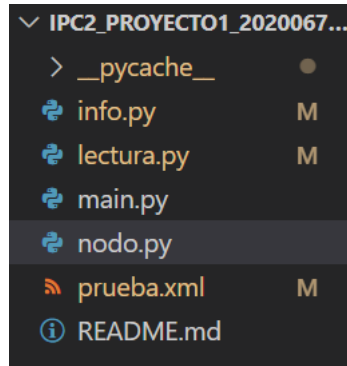 IPC2_PROYECTO1_2020067...
__pycache__
info.py M
lectura.py M
main.py
nodo.py
prueba.xml M
README.md